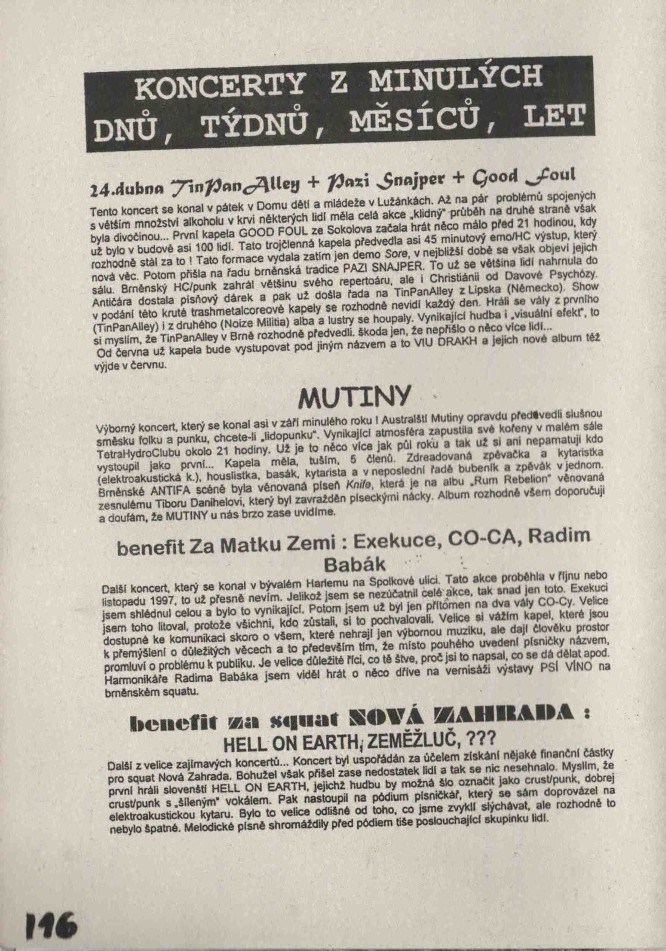 KONCERTY Z MINULÝCH
DNŮ, TÝDNŮ, MĚSÍCŮ, LET
24.dubna TinPanAlley + Pazi Snajper + Good Foul
Tento koncert se konal v pátek v Domu dětí a mládeže v Lužánkách. Až na pár problémů spojených
s větším množství alkoholu v krvi některých lidí měla celá akce „klidný" průběh na druhé straně však
byla divočinou... První kapela GOOD FOUL ze Sokolova začala hrát něco málo před 21 hodinou, kdy
už bylo v budově asi 100 lidí. Tato trojčlenná kapela předvedla asi 45 minutový emo/HC výstup, který
rozhodně stál za to ! Tato formace vydala zatím jen demo Sore, v nejbližší době se však objeví jejich
nová věc. Potom přišla na řadu brněnská tradice PAZI SNAJPER. To už se většina lidí nahrnula do
sálu. Brněnský HC/punk zahrál většinu svého repertoáru, ale i Christiánii od Davové Psychózy.
Antičára dostala písňový dárek a pak už došla řada na TinPanAlley z Lipska (Německo). Show
v podání této kruté trashmetalcoreové kapely se rozhodně nevidí každý den. Hráli se vály z prvního
(TinPanAlley) i z druhého (Noize Militia) alba a lustry se houpaly. Vynikající hudba i „visuální efekt", to
si myslím, že TinPanAlley v Brně rozhodně předvedli. škoda jen, že nepřišlo o něco více lidí...
Od června už kapela bude vystupovat pod jiným názvem a to VIU DRAKH a jejich nové album též
výjde v červnu.
MUTINY
Výborný koncert, který se konal asi v září minulého roku ! Australští Mutiny opravdu předvedli slušnou
směsku folku a punku, chcete-li „lidopunku". Vynikající atmosféra zapustila své kořeny v malém sále
TetraHydroClubu okolo 21 hodiny. Už je to něco více jak půl roku a tak už si ani nepamatuji kdo
vystoupil jako první... Kapela měla, tuším, 5 členů. Zdreadovaná zpěvačka a kytaristka
(elektroakustická k.), houslistka, basák, kytarista a v neposlední řadě bubeník a zpěvák v jednom.
Brněnské ANTIFA scéně byla věnovaná píseň Knife, která je na albu „Rum Rebelion" věnovaná
zesnulému Tiboru Danihelovi, který byl zavražděn píseckými nácky. Album rozhodně všem doporučuji
a doufám, že MUTINY u nás brzo zase uvidíme.
benefit Za Matku Zemi : Exekuce, CO-CA, Radim
Babák
Další koncert, který se konal v bývalém Harlemu na Spolkové ulici. Tato akce proběhla v říjnu nebo
listopadu 1997, to už přesně nevím. Jelikož jsem se nezúčatnil celé akce, tak snad jen toto. Exekuci
jsem shlédnul celou a bylo to vynikající. Potom jsem už byl jen přítomen na dva vály CO-Cy. Velice
jsem toho litoval, protože všichni, kdo zůstali, si to pochvalovali. Velice si vážím kapel, které jsou
dostupné ke komunikaci skoro o všem, které nehrají jen výbornou muziku, ale dají člověku prostor
k přemýšlení o důležitých věcech a to především tím, že místo pouhého uvedení písničky názvem,
promluví o problému k publiku. Je velice důležité říci, co tě štve, proč jsi to napsal, co se dá dělat apod.
Harmonikáře Radima Babáka jsem viděl hrát o něco dříve na vernisáži výstavy PSÍ VÍNO na
brněnském squatu.
benefit za squat NOVÁ ZAHRADA :
HELL ON EARTH, ZEMĚŽLUČ, ???
Další z velice zajímavých koncertů... Koncert byl uspořádán za účelem získání nějaké finanční částky
pro squat Nová Zahrada. Bohužel však přišel zase nedostatek lidí a tak se nic nesehnalo. Myslím, že
první hráli slovenští HELL ON EARTH, jejichž hudbu by možná šlo označit jako crust/punk, dobrej
crust/punk s „šíleným" vokálem. Pak nastoupil na pódium písničkář, který se sám doprovázel na
elektroakustickou kytaru. Bylo to velice odlišné od toho, co jsme zvyklí slýchávat, ale rozhodně to
nebylo špatné. Melodické písně shromáždily před pódiem tiše poslouchající skupinku lidí.
116